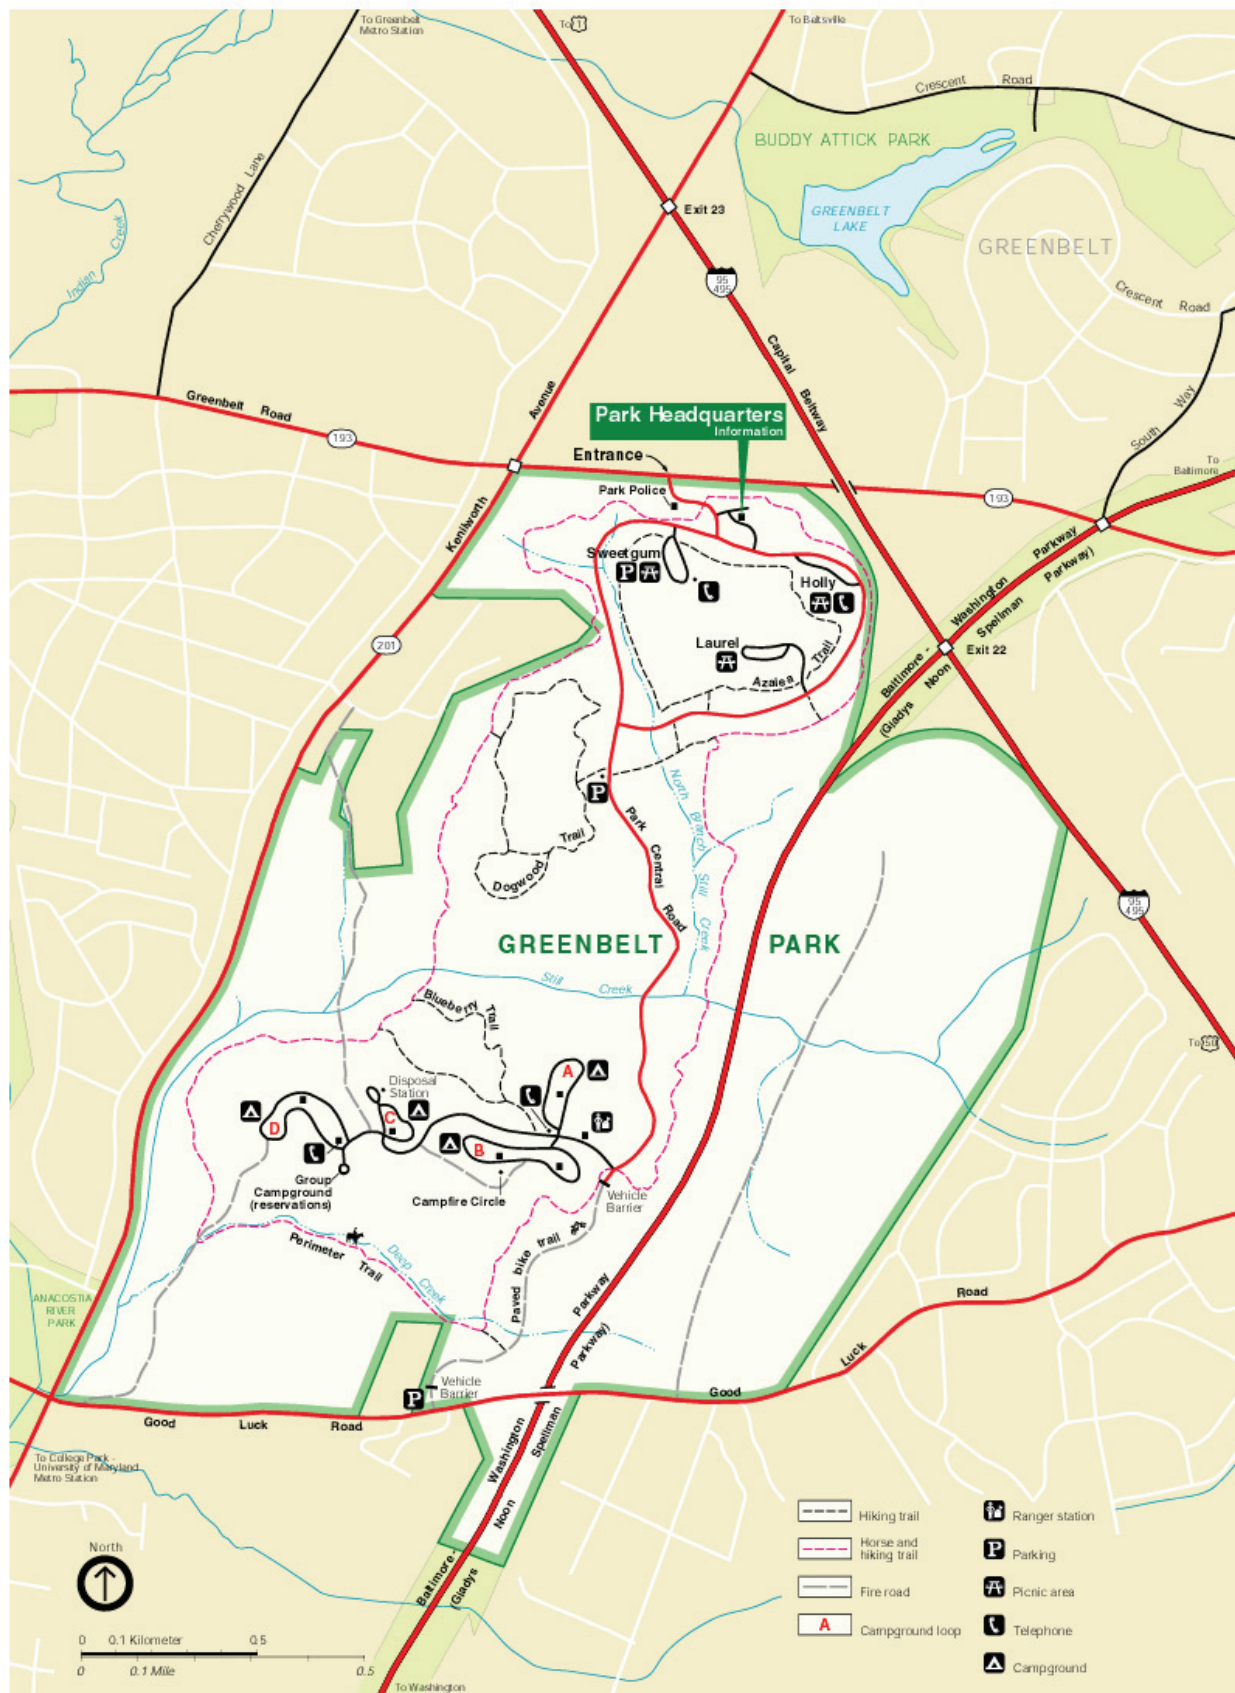 To Greenbelt
Metro Station
To 1
To Beltsville
Crescent Road
BUDDY ATTICK PARK
Cherrywood Lane
Exit 23
GREENBELT
LAKE
GREENBELT
Indian Creek
95
495
Crescent Road
Capital Beltway
Greenbelt Road
Avenue
Park Headquarters
Information
193
South Way
Entrance
To
Baltimore
Park Police
193
Kenilworth
Sweetgum
P
Holly
Washington Parkway
Spellman Parkway)
201
Laurel
Trail
Exit 22
Azalea
Baltimore -
(Gladys Noon
North Branch Still Creek
P
Park Central Road
Trail
Dogwood
95
495
GREENBELT PARK
Still Creek
Blueberry Trail
To 50
A
Disposal
Station
C
D
B
Group
Campground
(reservations)
Campfire Circle
Vehicle
Barrier
Perimeter Trail
Deep Creek
Paved bike trail
ANACOSTIA
RIVER
PARK
Parkway
Parkway)
Road
Luck
Vehicle
Barrier
P
Good
Good Luck Road
Washington
Spellman
To College Park -
University of Maryland
Metro Station
Noon
Baltimore -
(Gladys
To Washington
North
0 0.1 Kilometer 0.5
0 0.1 Mile 0.5
Hiking trail
Horse and
hiking trail
Fire road
A Campground loop
Ranger station
P Parking
Picnic area
Telephone
Campground